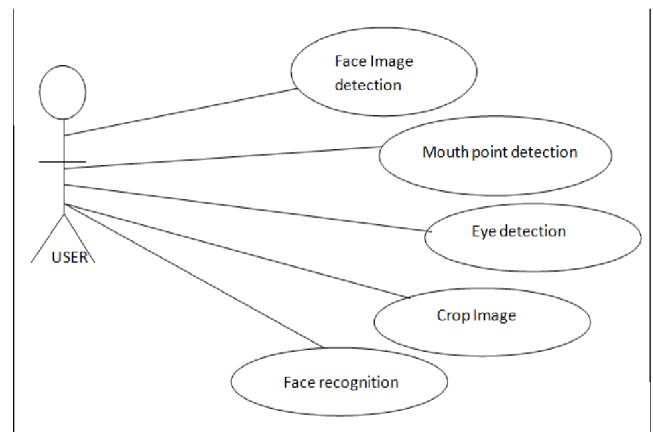 Face Image
detection
Mouth point detection
Eye detection
USER
Crop Image
Face recognition